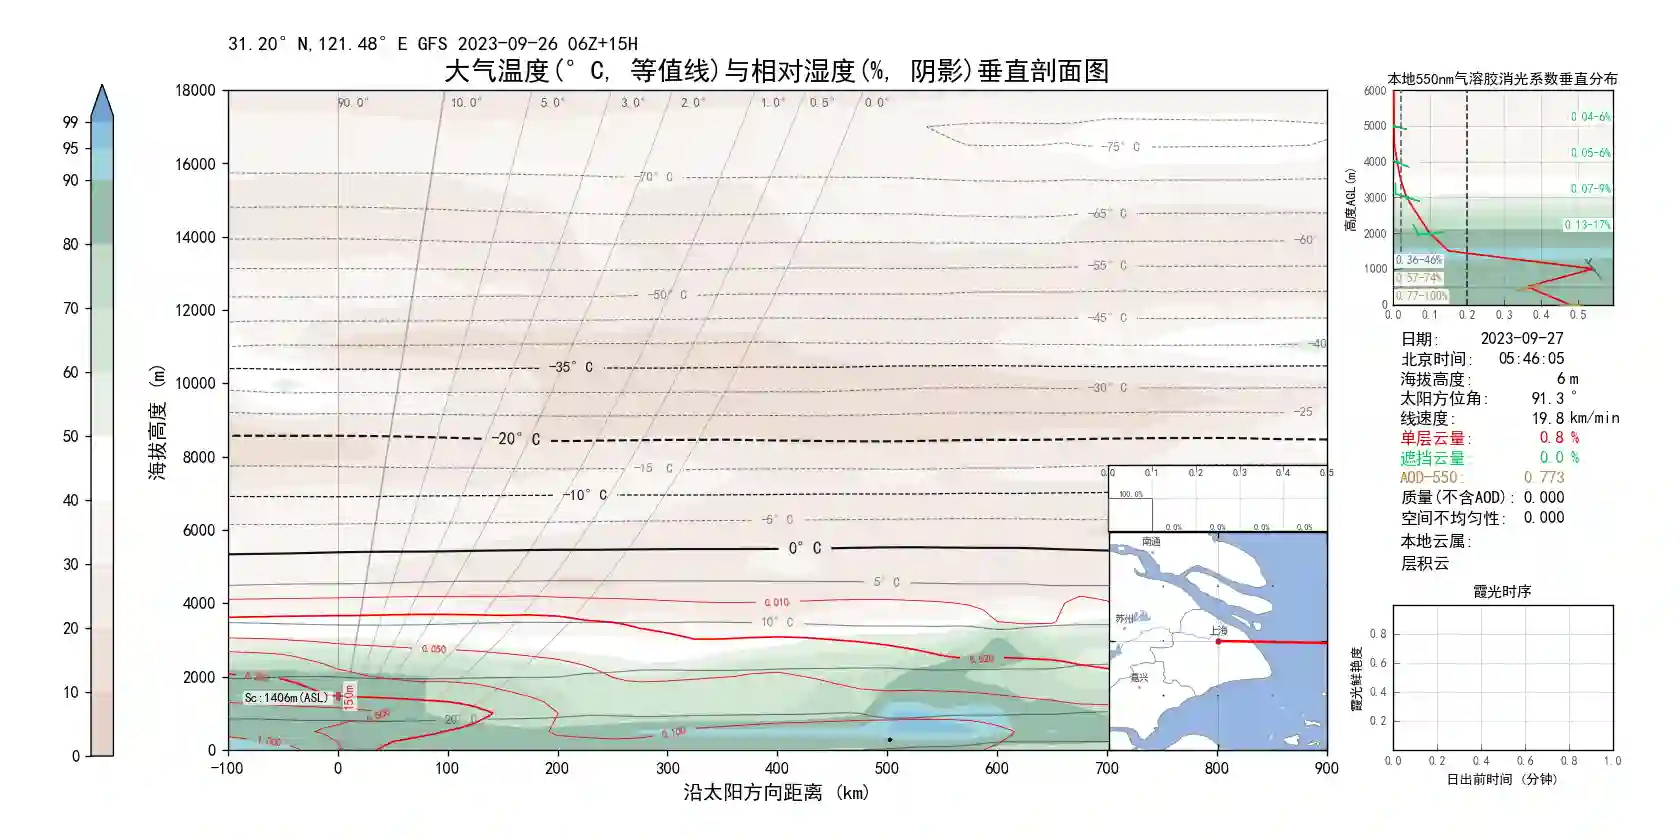 31.20°N,121.48°E GFS 2023-09-26 06Z+15H
大气温度(°C, 等值线)与相对湿度(%, 阴影)垂直剖面图
99
95
90
80
70
60
50
40
30
20
10
0
海拔高度 (m)
18000
16000
14000
12000
10000
8000
6000
4000
2000
0
90.0° 10.0° 5.0° 3.0° 2.0° 1.0° 0.5° 0.0°
-75°C
-70°C
-65°C
-60°
-55°C
-50°C
-45°C
-40
-35°C
-30°C
-25
-20°C
-15°C
-10°C
-5°C
0°C
5°C
0.010
10°C
0.050
0.020
Sc:1406m(ASL)
150m
20°C
0.100
1.000
-100 0 100 200 300 400 500 600 700 800 900
沿太阳方向距离 (km)
0.0 0.1 0.2 0.3 0.4 0.5
100.0%
0.0% 0.0% 0.0% 0.0%
南通
苏州
上海
嘉兴
本地550nm气溶胶消光系数垂直分布
高度AGL(m)
6000
5000
4000
3000
2000
1000
0
0.04-6%
0.05-6%
0.07-9%
0.13-17%
0.36-46%
0.57-74%
0.77-100%
0.0 0.1 0.2 0.3 0.4 0.5
日期: 2023-09-27
北京时间: 05:46:05
海拔高度: 6 m
太阳方位角: 91.3 °
线速度: 19.8 km/min
单层云量: 0.8 %
遮挡云量: 0.0 %
AOD-550: 0.773
质量(不含AOD): 0.000
空间不均匀性: 0.000
本地云属:
层积云
霞光时序
霞光鲜艳度
0.8
0.6
0.4
0.2
0.0 0.2 0.4 0.6 0.8 1.0
日出前时间 (分钟)